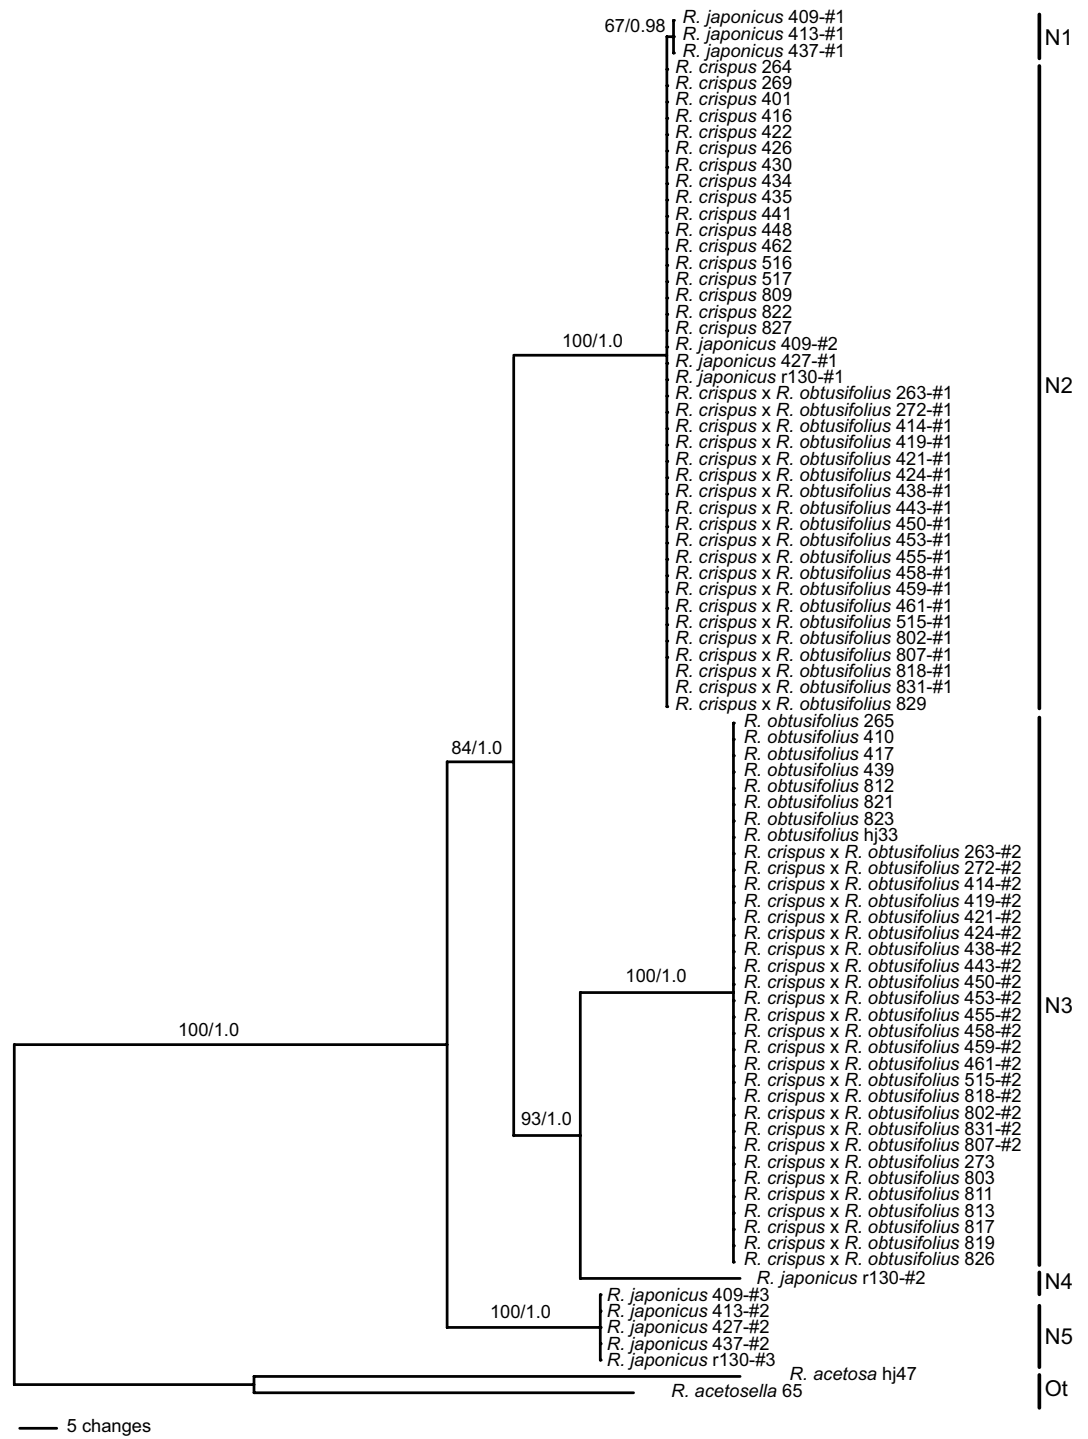 67/0.98
R. japonicus 409-#1
R. japonicus 413-#1
R. japonicus 437-#1
N1
R. crispus 264
R. crispus 269
R. crispus 401
R. crispus 416
R. crispus 422
R. crispus 426
R. crispus 430
R. crispus 434
R. crispus 435
R. crispus 441
R. crispus 448
R. crispus 462
R. crispus 516
R. crispus 517
R. crispus 809
R. crispus 822
R. crispus 827
100/1.0
R. japonicus 409-#2
R. japonicus 427-#1
R. japonicus r130-#1
N2
R. crispus x R. obtusifolius 263-#1
R. crispus x R. obtusifolius 272-#1
R. crispus x R. obtusifolius 414-#1
R. crispus x R. obtusifolius 419-#1
R. crispus x R. obtusifolius 421-#1
R. crispus x R. obtusifolius 424-#1
R. crispus x R. obtusifolius 438-#1
R. crispus x R. obtusifolius 443-#1
R. crispus x R. obtusifolius 450-#1
R. crispus x R. obtusifolius 453-#1
R. crispus x R. obtusifolius 455-#1
R. crispus x R. obtusifolius 458-#1
R. crispus x R. obtusifolius 459-#1
R. crispus x R. obtusifolius 461-#1
R. crispus x R. obtusifolius 515-#1
R. crispus x R. obtusifolius 802-#1
R. crispus x R. obtusifolius 807-#1
R. crispus x R. obtusifolius 818-#1
R. crispus x R. obtusifolius 831-#1
R. crispus x R. obtusifolius 829
R. obtusifolius 265
R. obtusifolius 410
84/1.0
R. obtusifolius 417
R. obtusifolius 439
R. obtusifolius 812
R. obtusifolius 821
R. obtusifolius 823
R. obtusifolius hj33
R. crispus x R. obtusifolius 263-#2
R. crispus x R. obtusifolius 272-#2
R. crispus x R. obtusifolius 414-#2
R. crispus x R. obtusifolius 419-#2
R. crispus x R. obtusifolius 421-#2
R. crispus x R. obtusifolius 424-#2
R. crispus x R. obtusifolius 438-#2
R. crispus x R. obtusifolius 443-#2
100/1.0
R. crispus x R. obtusifolius 450-#2
R. crispus x R. obtusifolius 453-#2
N3
R. crispus x R. obtusifolius 455-#2
R. crispus x R. obtusifolius 458-#2
100/1.0
R. crispus x R. obtusifolius 459-#2
R. crispus x R. obtusifolius 461-#2
R. crispus x R. obtusifolius 515-#2
R. crispus x R. obtusifolius 818-#2
R. crispus x R. obtusifolius 802-#2
93/1.0
R. crispus x R. obtusifolius 831-#2
R. crispus x R. obtusifolius 807-#2
R. crispus x R. obtusifolius 273
R. crispus x R. obtusifolius 803
R. crispus x R. obtusifolius 811
R. crispus x R. obtusifolius 813
R. crispus x R. obtusifolius 817
R. crispus x R. obtusifolius 819
R. crispus x R. obtusifolius 826
R. japonicus r130-#2
N4
R. japonicus 409-#3
100/1.0
R. japonicus 413-#2
R. japonicus 427-#2
R. japonicus 437-#2
R. japonicus r130-#3
N5
R. acetosa hj47
R. acetosella 65
Ot
5 changes